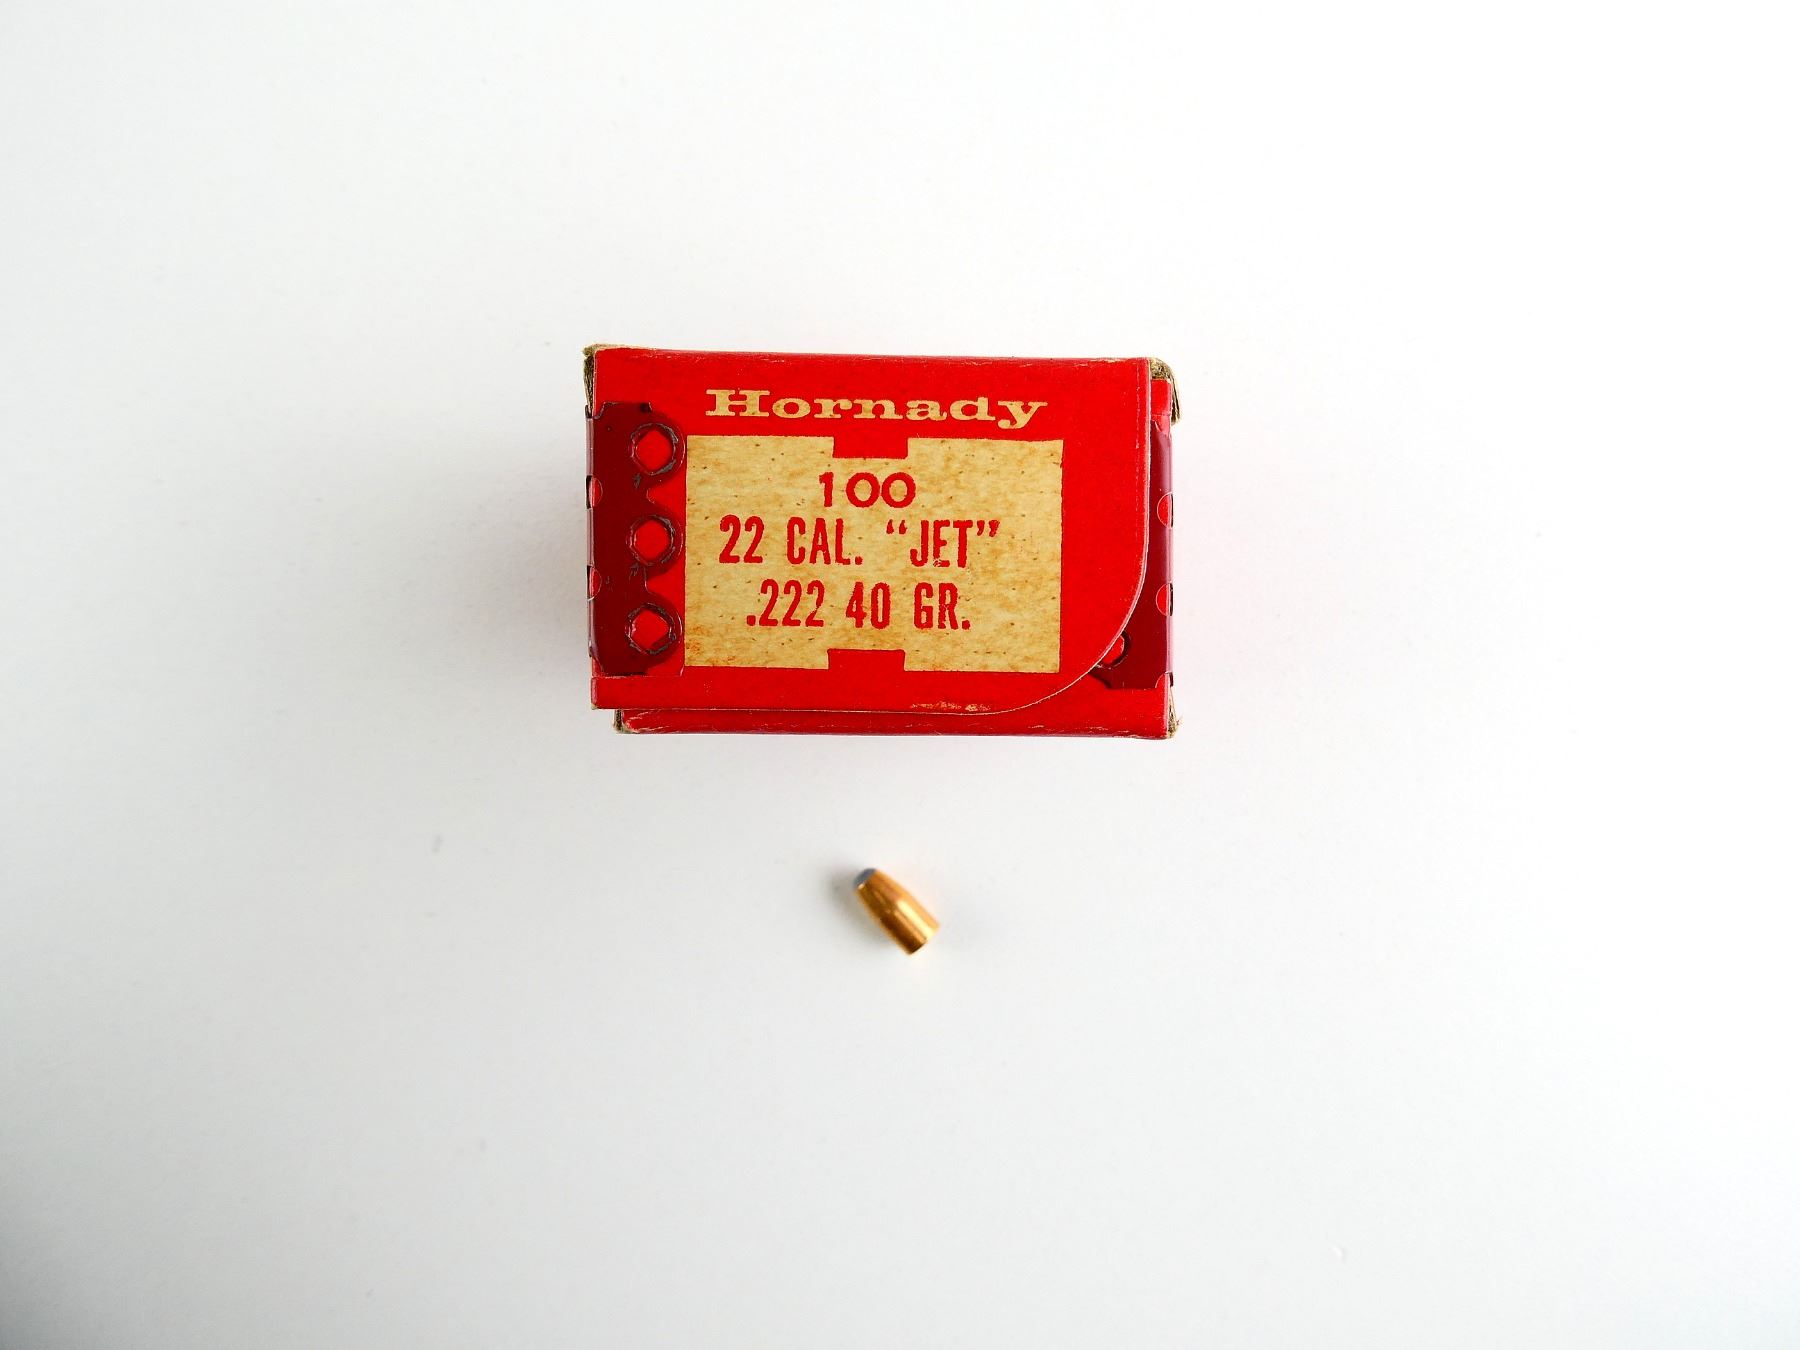 Hornady
100
22 CAL. “JET”
.222 40 GR.